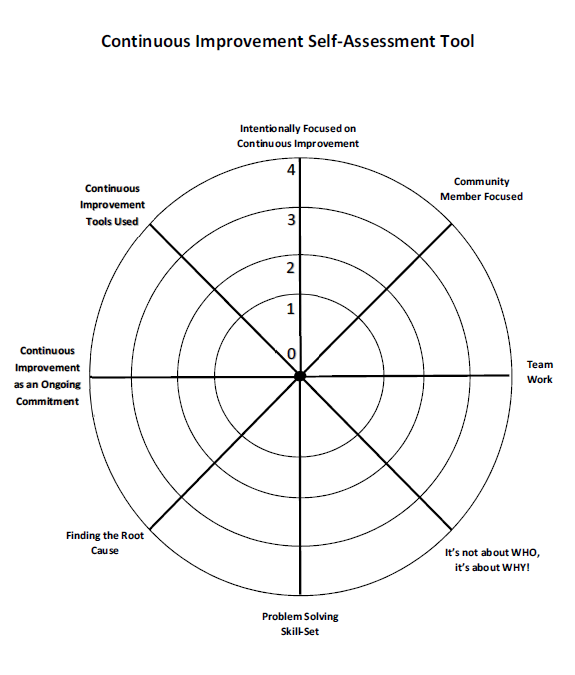 Continuous Improvement Self-Assessment Tool
Intentionally Focused on
Continuous Improvement
Community
Member Focused
Team
Work
It's not about WHO,
it's about WHY!
Problem Solving
Skill-Set
Finding the Root
Cause
Continuous
Improvement
as an Ongoing
Commitment
Continuous
Improvement
Tools Used
4
3
2
1
0